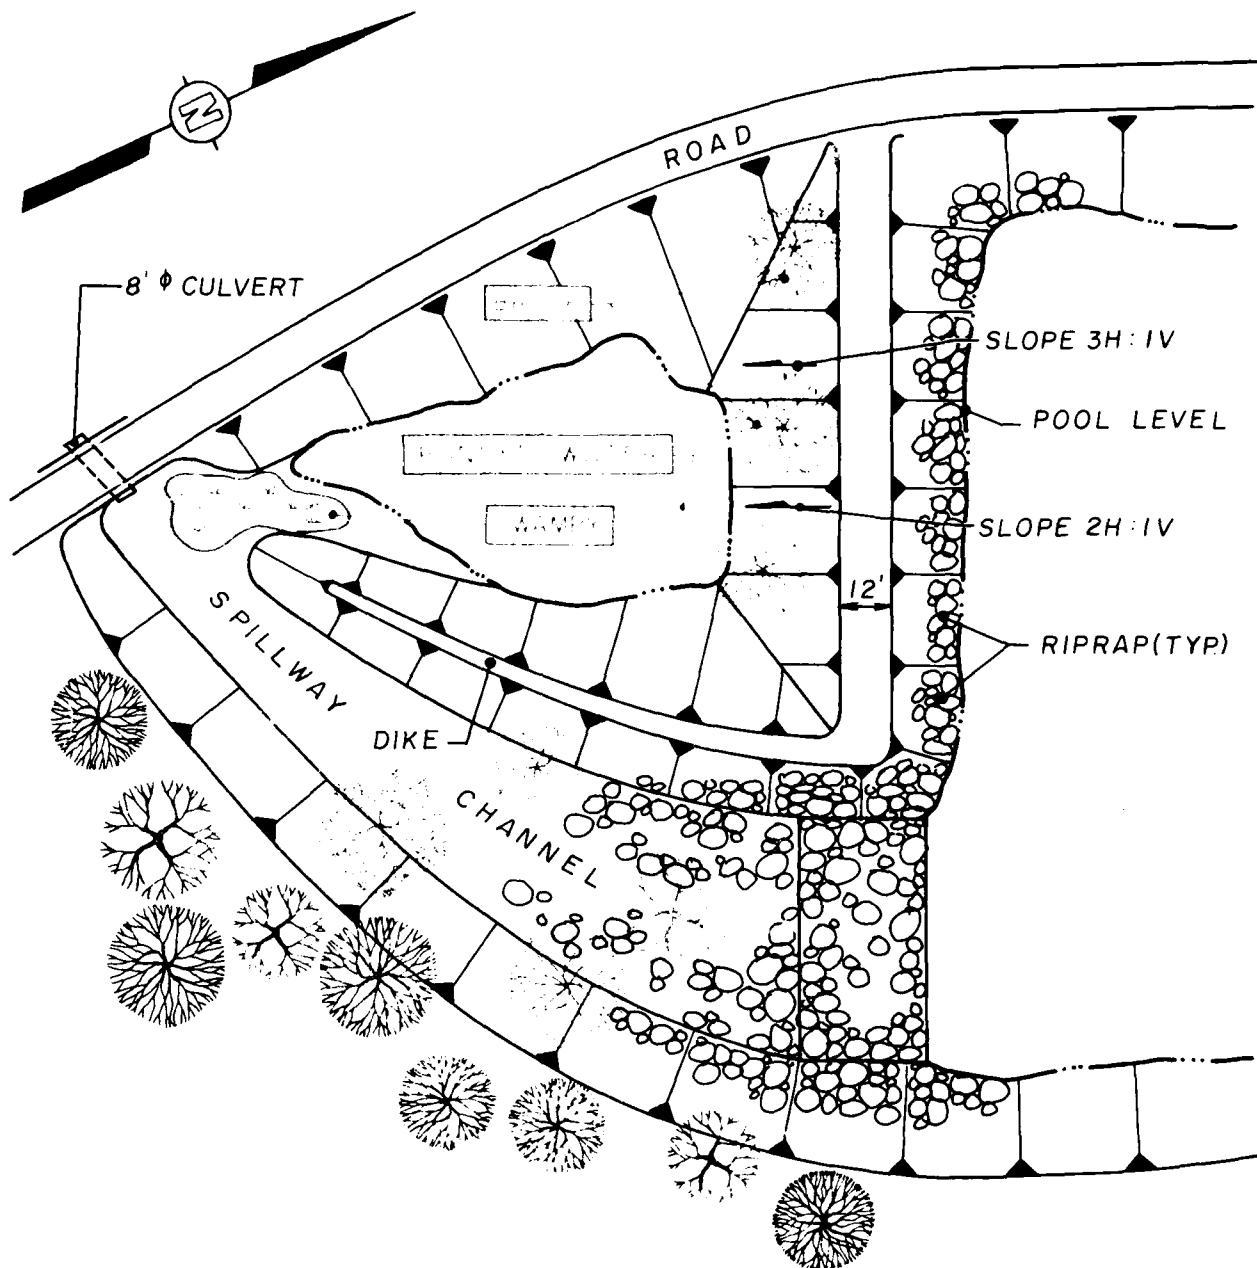 N
ROAD
8' φ CULVERT
SLOPE 3H:1V
POOL LEVEL
SLOPE 2H:1V
12'
RIPRAP(TYP.)
SPILLWAY
DIKE
CHANNEL